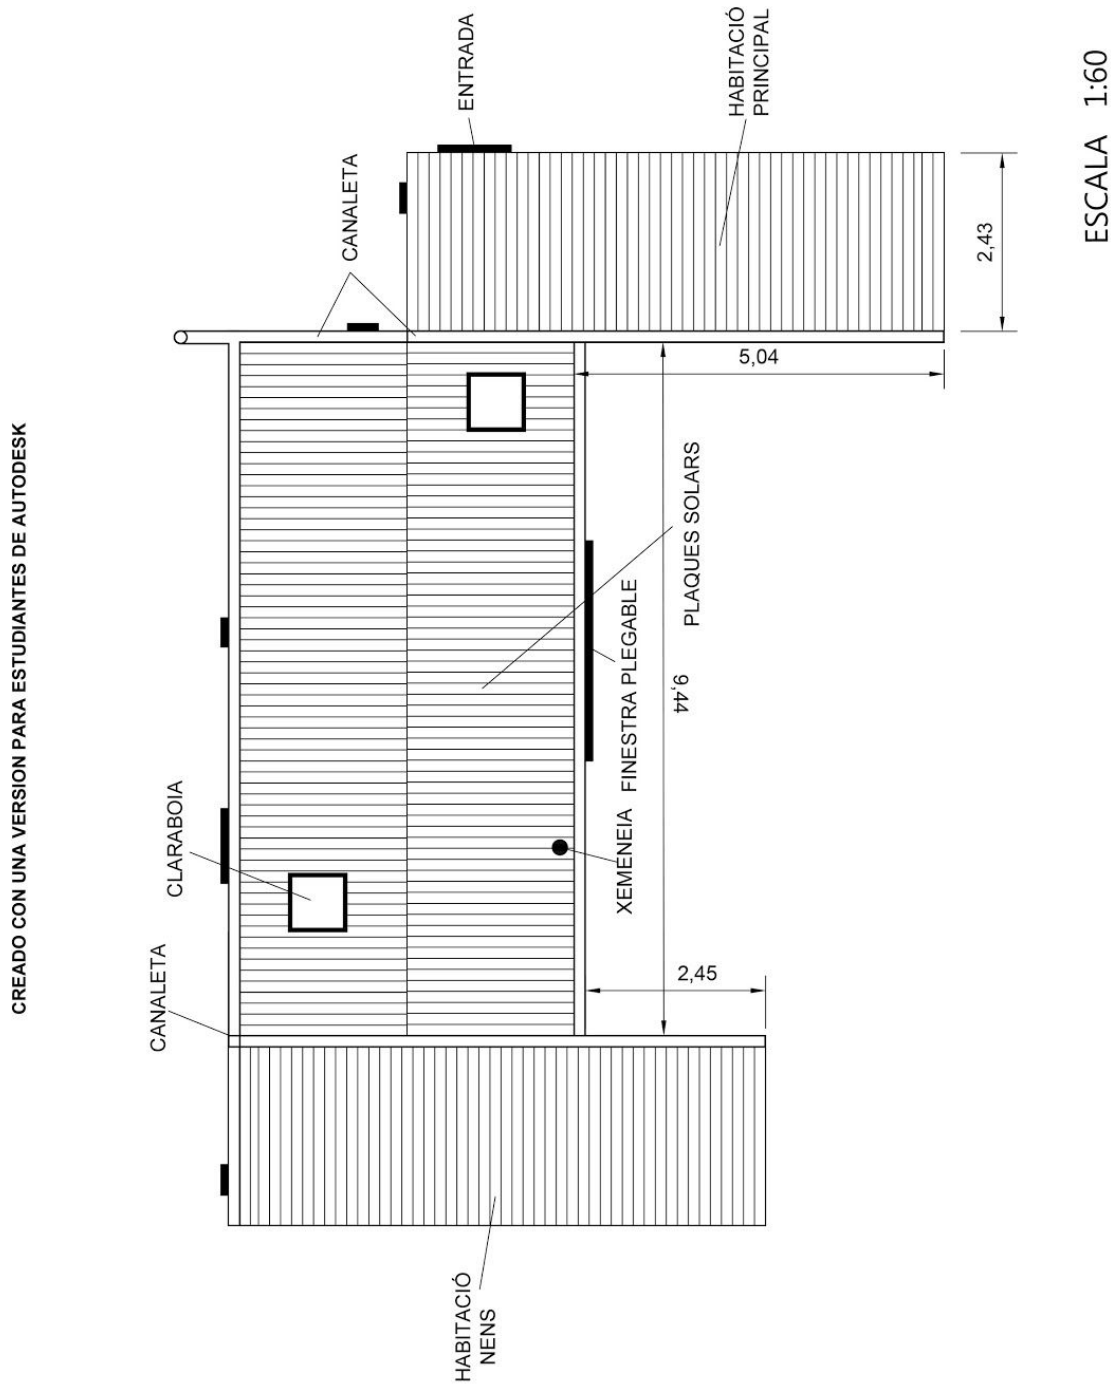 CREADO CON UNA VERSION PARA ESTUDIANTES DE AUTODESK
HABITACIÓ
NENS
CANALETA
CLARABOIA
XEMENEIA
FINESTRA PLEGABLE
PLAQUES SOLARS
CANALETA
ENTRADA
HABITACIÓ
PRINCIPAL
2,45
9,44
5,04
2,43
ESCALA 1:60